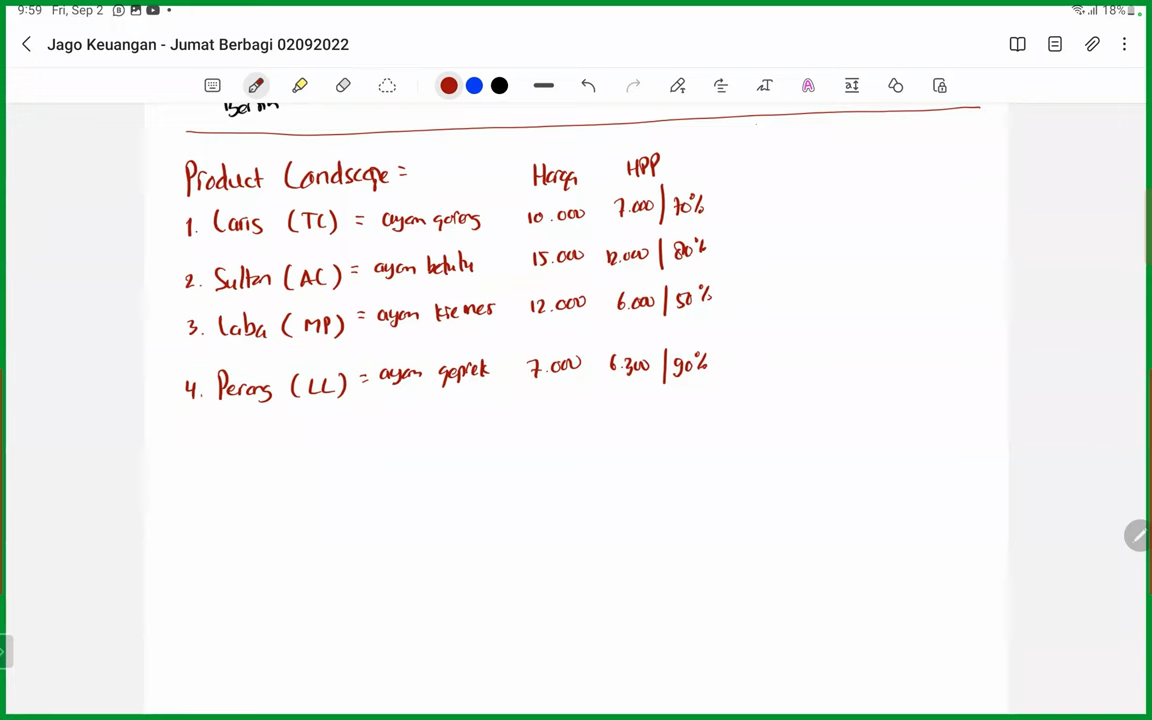 9:59 Fri, Sep 2 18%
Jago Keuangan - Jumat Berbagi 02092022
Product Landscape =
Harga HPP
1. Laris (TC) = ayam goreng 10.000 7.000 | 70%
2. Sultan (AC) = ayam betutu 15.000 12.000 | 80%
3. Laba (MP) = ayam kremes 12.000 6.000 | 50%
4. Perang (LL) = ayam geprek 7.000 6.300 | 90%